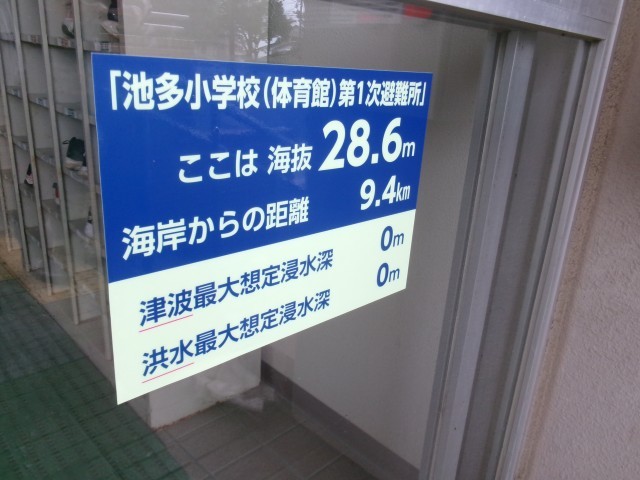 「池多小学校(体育館)第1次避難所」
ここは 海抜 28.6m
海岸からの距離 9.4km
津波最大想定浸水深 0m
洪水最大想定浸水深 0m